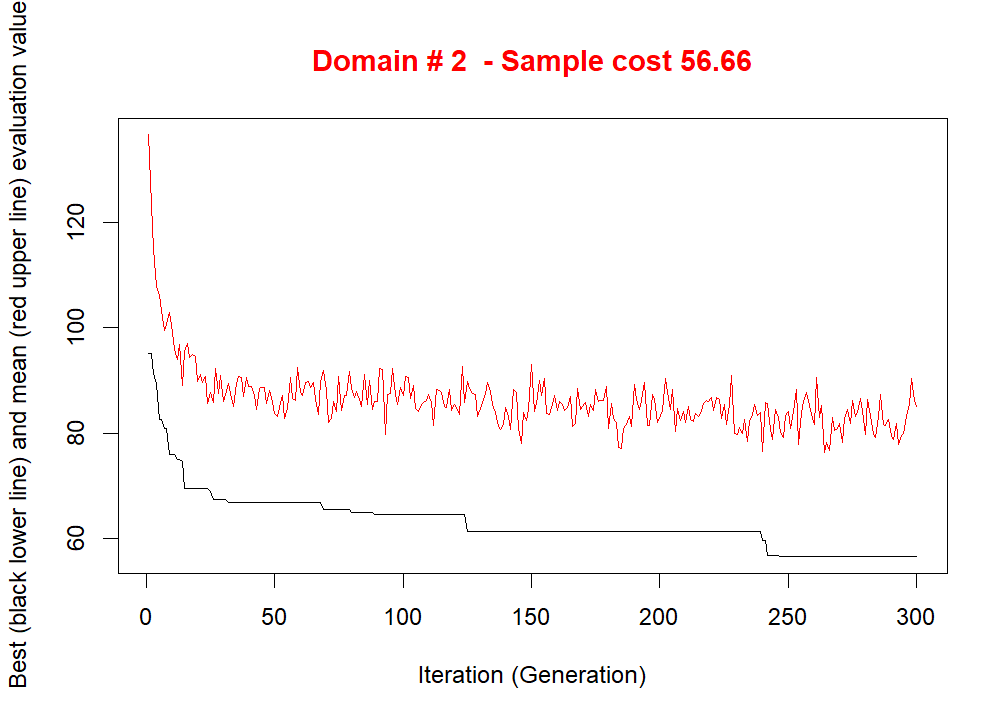 Domain # 2  - Sample cost 56.66
Best (black lower line) and mean (red upper line) evaluation value
120
100
80
60
0 50 100 150 200 250 300
Iteration (Generation)